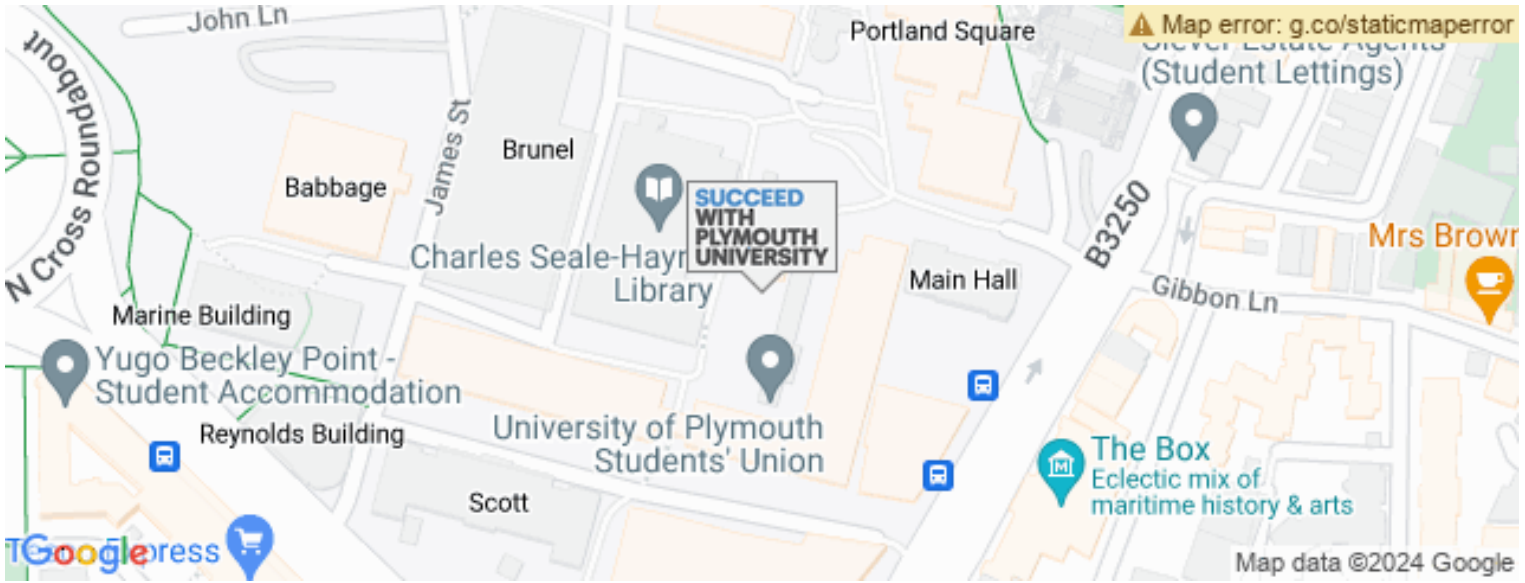 John Ln
Portland Square
Map error: g.co/staticmaperror
Clever Estate Agents
(Student Lettings)
N Cross Roundabout
James St
Brunel
Babbage
SUCCEED
WITH
PLYMOUTH
UNIVERSITY
B3250
Mrs Brown
Charles Seale-Hayn
Library
Main Hall
Gibbon Ln
Marine Building
Yugo Beckley Point -
Student Accommodation
Reynolds Building
University of Plymouth
Students' Union
The Box
Eclectic mix of
maritime history & arts
Scott
Google
press
Map data ©2024 Google